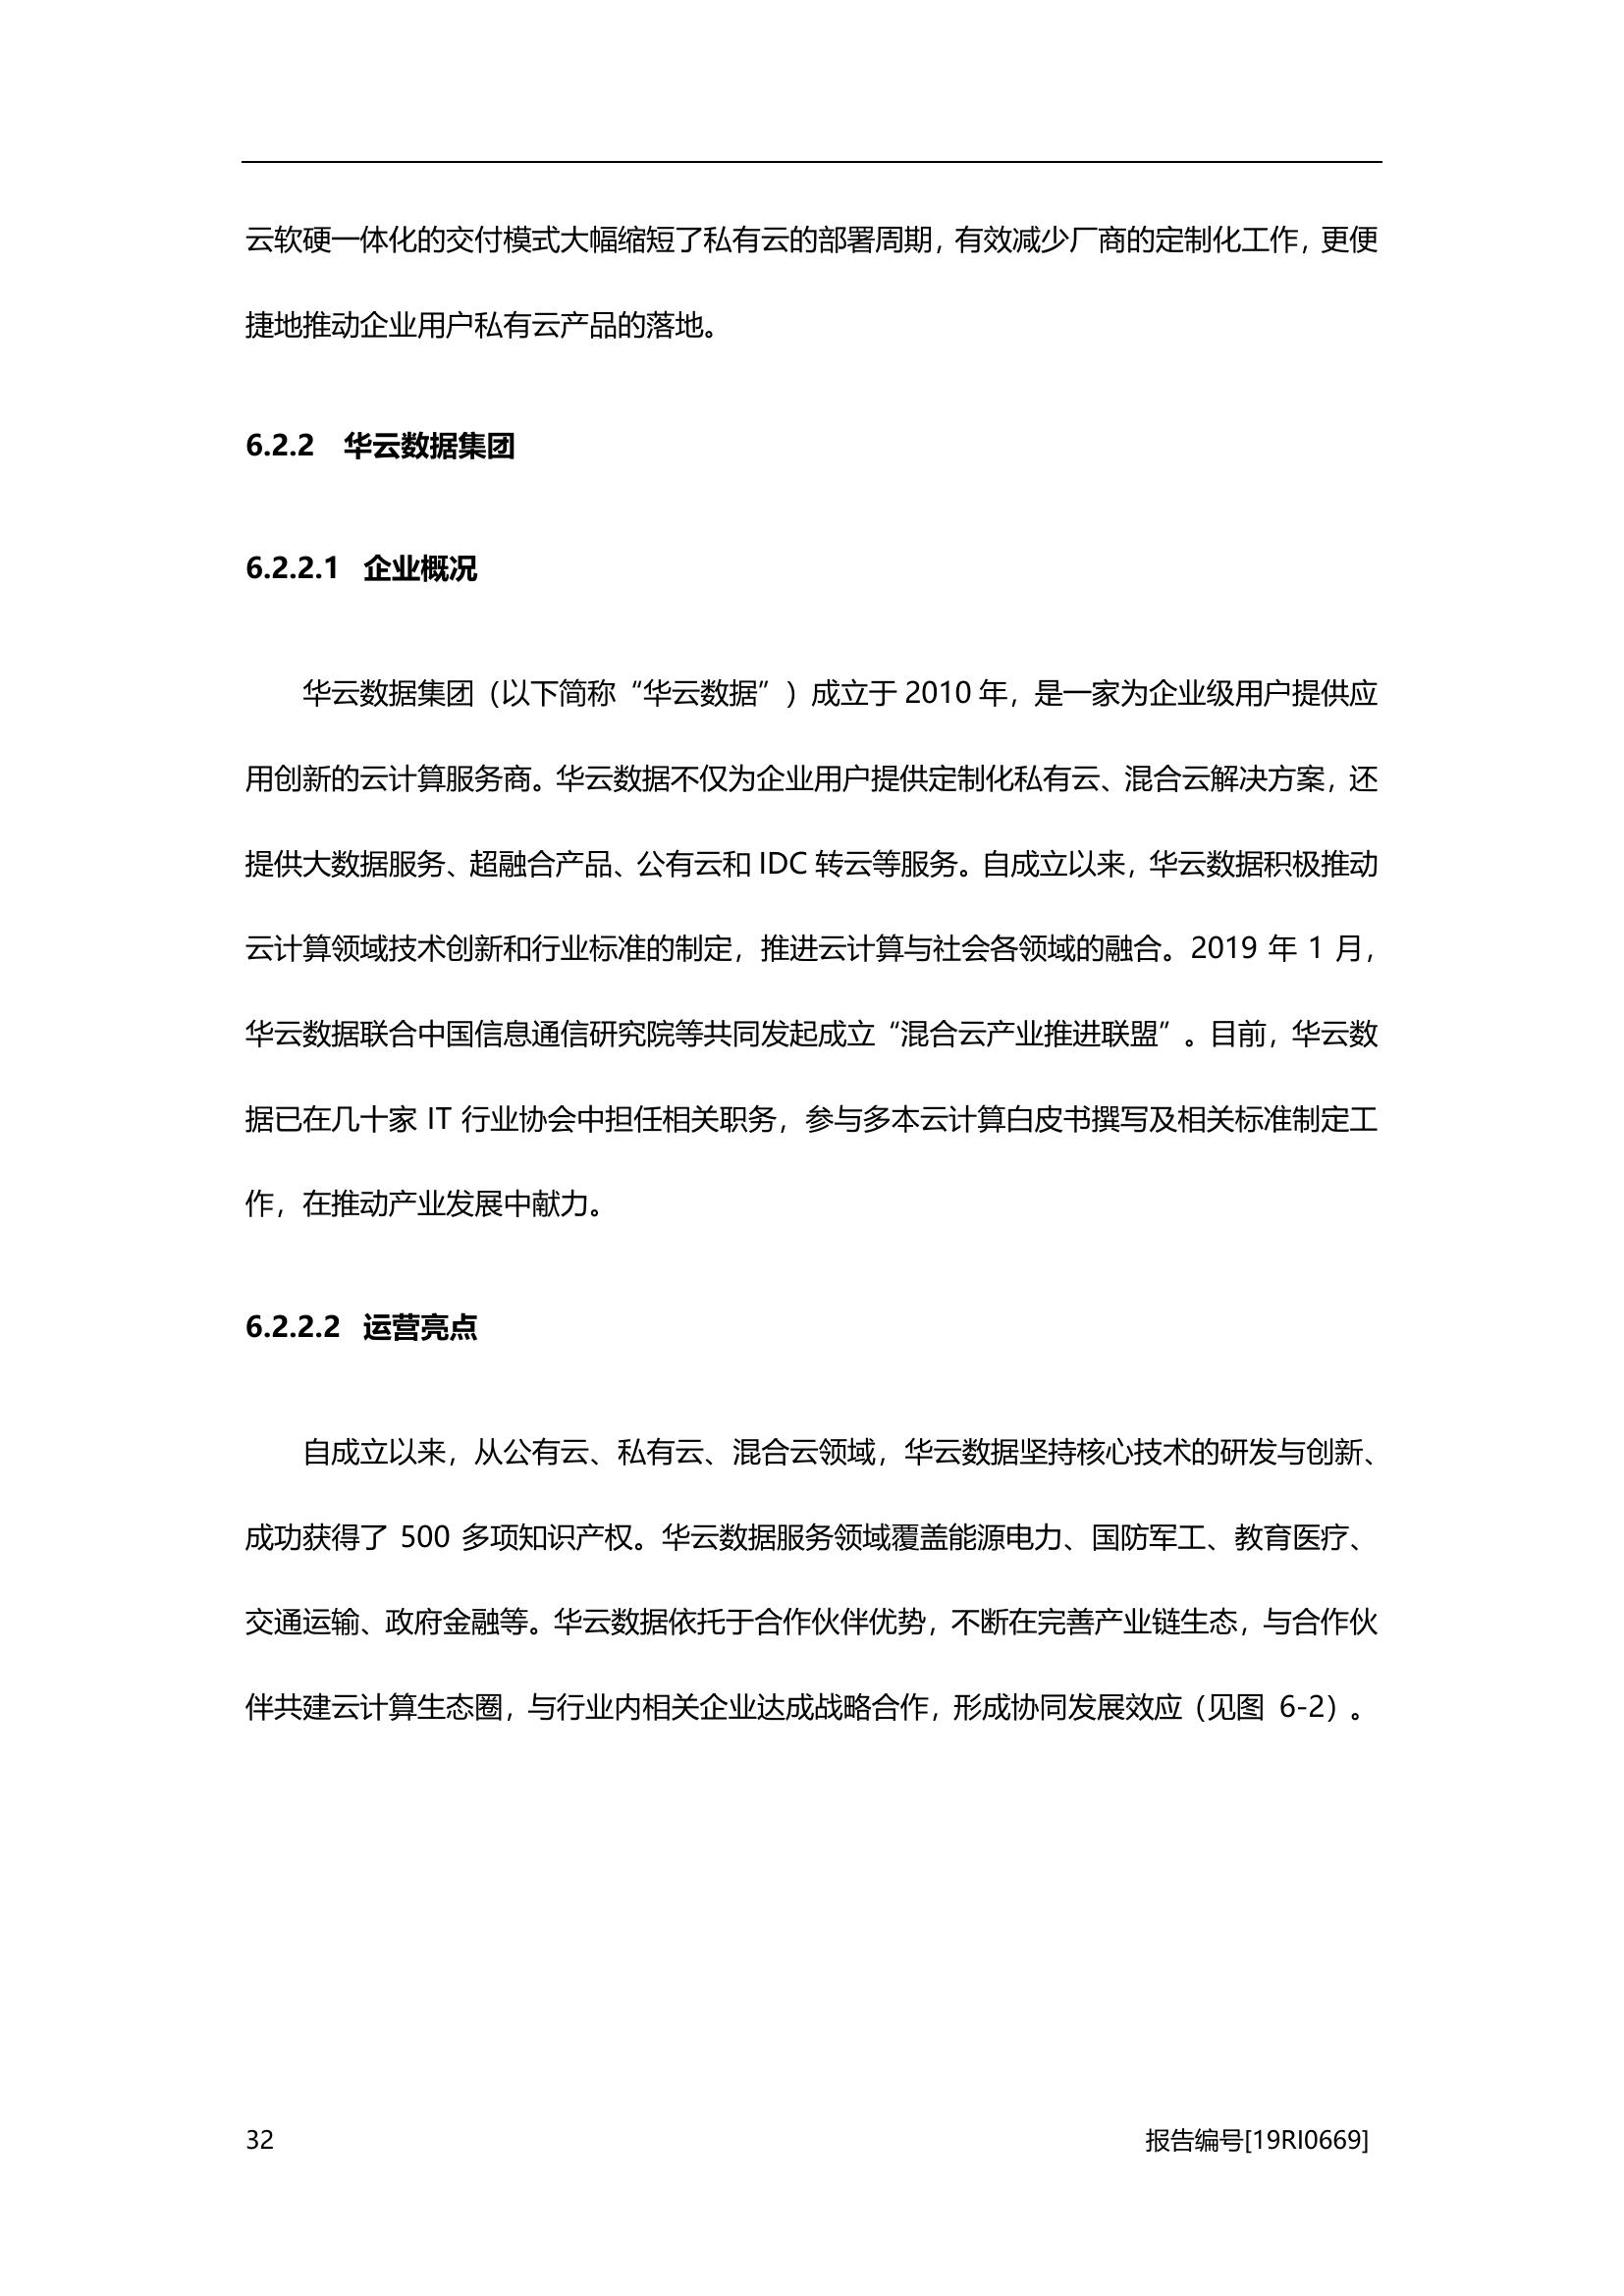 云软硬一体化的交付模式大幅缩短了私有云的部署周期，有效减少厂商的定制化工作，更便
捷地推动企业用户私有云产品的落地。
6.2.2 华云数据集团
6.2.2.1 企业概况
华云数据集团（以下简称“华云数据”）成立于 2010 年，是一家为企业级用户提供应
用创新的云计算服务商。华云数据不仅为企业用户提供定制化私有云、混合云解决方案，还
提供大数据服务、超融合产品、公有云和 IDC 转云等服务。自成立以来，华云数据积极推动
云计算领域技术创新和行业标准的制定，推进云计算与社会各领域的融合。2019 年 1 月，
华云数据联合中国信息通信研究院等共同发起成立“混合云产业推进联盟”。目前，华云数
据已在几十家 IT 行业协会中担任相关职务，参与多本云计算白皮书撰写及相关标准制定工
作，在推动产业发展中献力。
6.2.2.2 运营亮点
自成立以来，从公有云、私有云、混合云领域，华云数据坚持核心技术的研发与创新、
成功获得了 500 多项知识产权。华云数据服务领域覆盖能源电力、国防军工、教育医疗、
交通运输、政府金融等。华云数据依托于合作伙伴优势，不断在完善产业链生态，与合作伙
伴共建云计算生态圈，与行业内相关企业达成战略合作，形成协同发展效应（见图 6-2）。
32 报告编号[19RI0669]